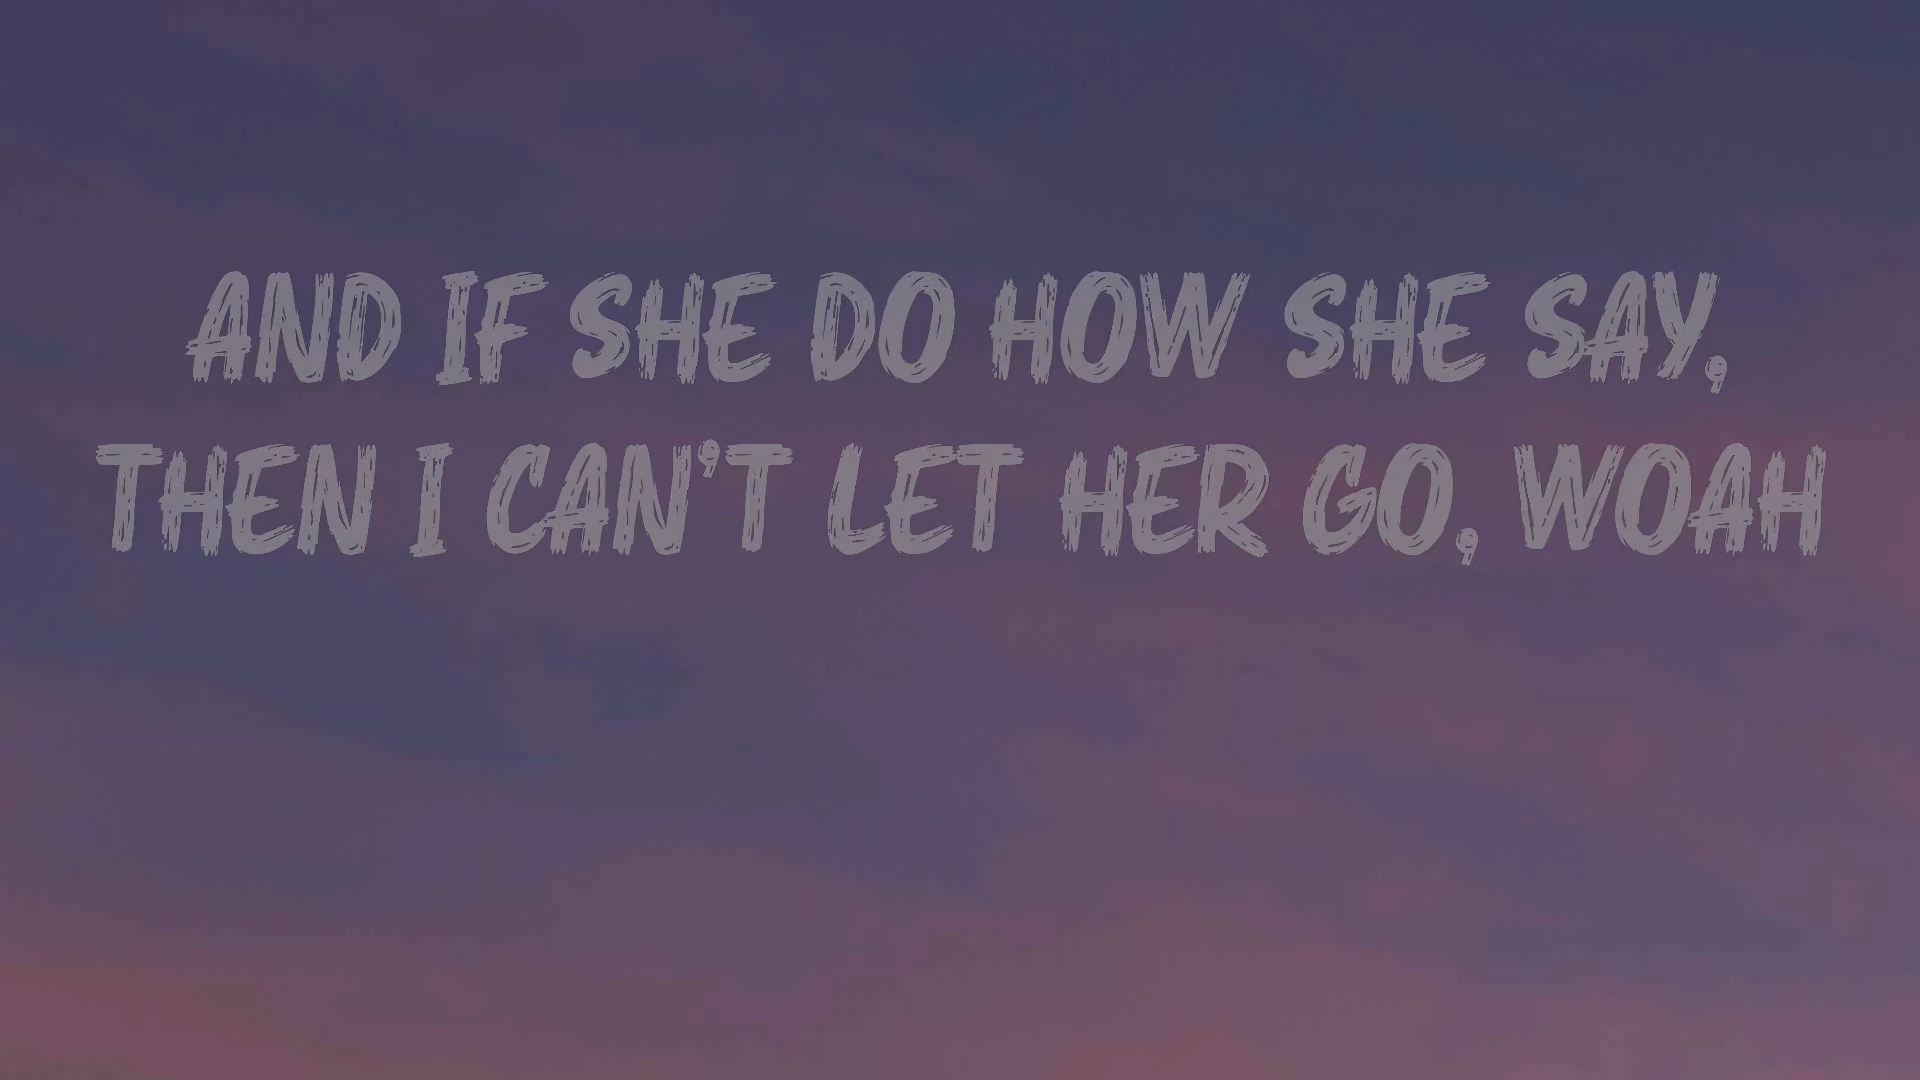 AND IF SHE DO HOW SHE SAY,
THEN I CAN'T LET HER GO, WOAH